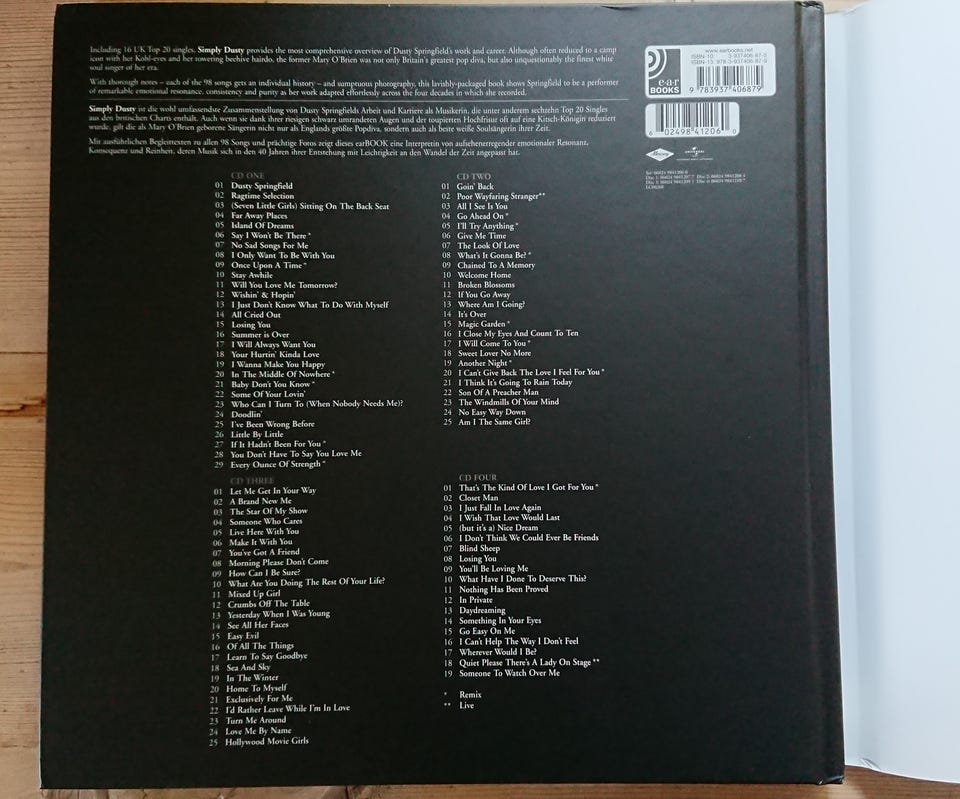 Including 16 UK Top 20 singles, Simply Dusty provides the most comprehensive overview of Dusty Springfield's work and career. Although often reduced to a camp
icon with her Kohl-eyes and her towering beehive hairdo, the former Mary O'Brien was not only Britain's greatest pop diva, but also unquestionably the finest white
soul singer of her era.
With thorough notes – each of the 98 songs gets an individual history – and sumptuous photography, this lavishly-packaged book shows Springfield to be a performer
of remarkable emotional resonance, consistency and purity as her work adapted effortlessly across the four decades in which she recorded.
Simply Dusty ist die wohl umfassendste Zusammenstellung von Dusty Springfields Arbeit und Karriere als Musikerin, die unter anderem sechzehn Top 20 Singles
aus den britischen Charts enthält. Auch wenn sie dank ihrer riesigen schwarz umrandeten Augen und der toupierten Hochfrisur oft auf eine Kitsch-Königin reduziert
wurde, gilt die als Mary O'Brien geborene Sängerin nicht nur als Englands größte Popdiva, sondern auch als beste weiße Soulsängerin ihrer Zeit.
Mit ausführlichen Begleittexten zu allen 98 Songs und prächtige Fotos zeigt dieses earBOOK eine Interpretin von aufsehenerregender emotionaler Resonanz,
Konsequenz und Reinheit, deren Musik sich in den 40 Jahren ihrer Entstehung mit Leichtigkeit an den Wandel der Zeit angepasst hat.
e·a·r
BOOKS
www.earbooks.net
ISBN-10: 3-937406-87-5
ISBN-13: 978-3-937406-87-9
9 783937 406879
6 02498 41206 0
Mercury
UNIVERSAL
CD ONE
01 Dusty Springfield
02 Ragtime Selection
03 (Seven Little Girls) Sitting On The Back Seat
04 Far Away Places
05 Island Of Dreams
06 Say I Won't Be There *
07 No Sad Songs For Me
08 I Only Want To Be With You
09 Once Upon A Time *
10 Stay Awhile
11 Will You Love Me Tomorrow?
12 Wishin' & Hopin'
13 I Just Don't Know What To Do With Myself
14 All Cried Out
15 Losing You
16 Summer is Over
17 I Will Always Want You
18 Your Hurtin' Kinda Love
19 I Wanna Make You Happy
20 In The Middle Of Nowhere *
21 Baby Don't You Know *
22 Some Of Your Lovin'
23 Who Can I Turn To (When Nobody Needs Me)?
24 Doodlin'
25 I've Been Wrong Before
26 Little By Little
27 If It Hadn't Been For You *
28 You Don't Have To Say You Love Me
29 Every Ounce Of Strength *
CD TWO
01 Goin' Back
02 Poor Wayfaring Stranger**
03 All I See Is You
04 Go Ahead On *
05 I'll Try Anything *
06 Give Me Time
07 The Look Of Love
08 What's It Gonna Be? *
09 Chained To A Memory
10 Welcome Home
11 Broken Blossoms
12 If You Go Away
13 Where Am I Going?
14 It's Over
15 Magic Garden *
16 I Close My Eyes And Count To Ten
17 I Will Come To You *
18 Sweet Lover No More
19 Another Night *
20 I Can't Give Back The Love I Feel For You *
21 I Think It's Going To Rain Today
22 Son Of A Preacher Man
23 The Windmills Of Your Mind
24 No Easy Way Down
25 Am I The Same Girl?
CD THREE
01 Let Me Get In Your Way
02 A Brand New Me
03 The Star Of My Show
04 Someone Who Cares
05 Live Here With You
06 Make It With You
07 You've Got A Friend
08 Morning Please Don't Come
09 How Can I Be Sure?
10 What Are You Doing The Rest Of Your Life?
11 Mixed Up Girl
12 Crumbs Off The Table
13 Yesterday When I Was Young
14 See All Her Faces
15 Easy Evil
16 Of All The Things
17 Learn To Say Goodbye
18 Sea And Sky
19 In The Winter
20 Home To Myself
21 Exclusively For Me
22 I'd Rather Leave While I'm In Love
23 Turn Me Around
24 Love Me By Name
25 Hollywood Movie Girls
CD FOUR
01 That's The Kind Of Love I Got For You *
02 Closet Man
03 I Just Fall In Love Again
04 I Wish That Love Would Last
05 (but it's a) Nice Dream
06 I Don't Think We Could Ever Be Friends
07 Blind Sheep
08 Losing You
09 You'll Be Loving Me
10 What Have I Done To Deserve This?
11 Nothing Has Been Proved
12 In Private
13 Daydreaming
14 Something In Your Eyes
15 Go Easy On Me
16 I Can't Help The Way I Don't Feel
17 Wherever Would I Be?
18 Quiet Please There's A Lady On Stage **
19 Someone To Watch Over Me
* Remix
** Live